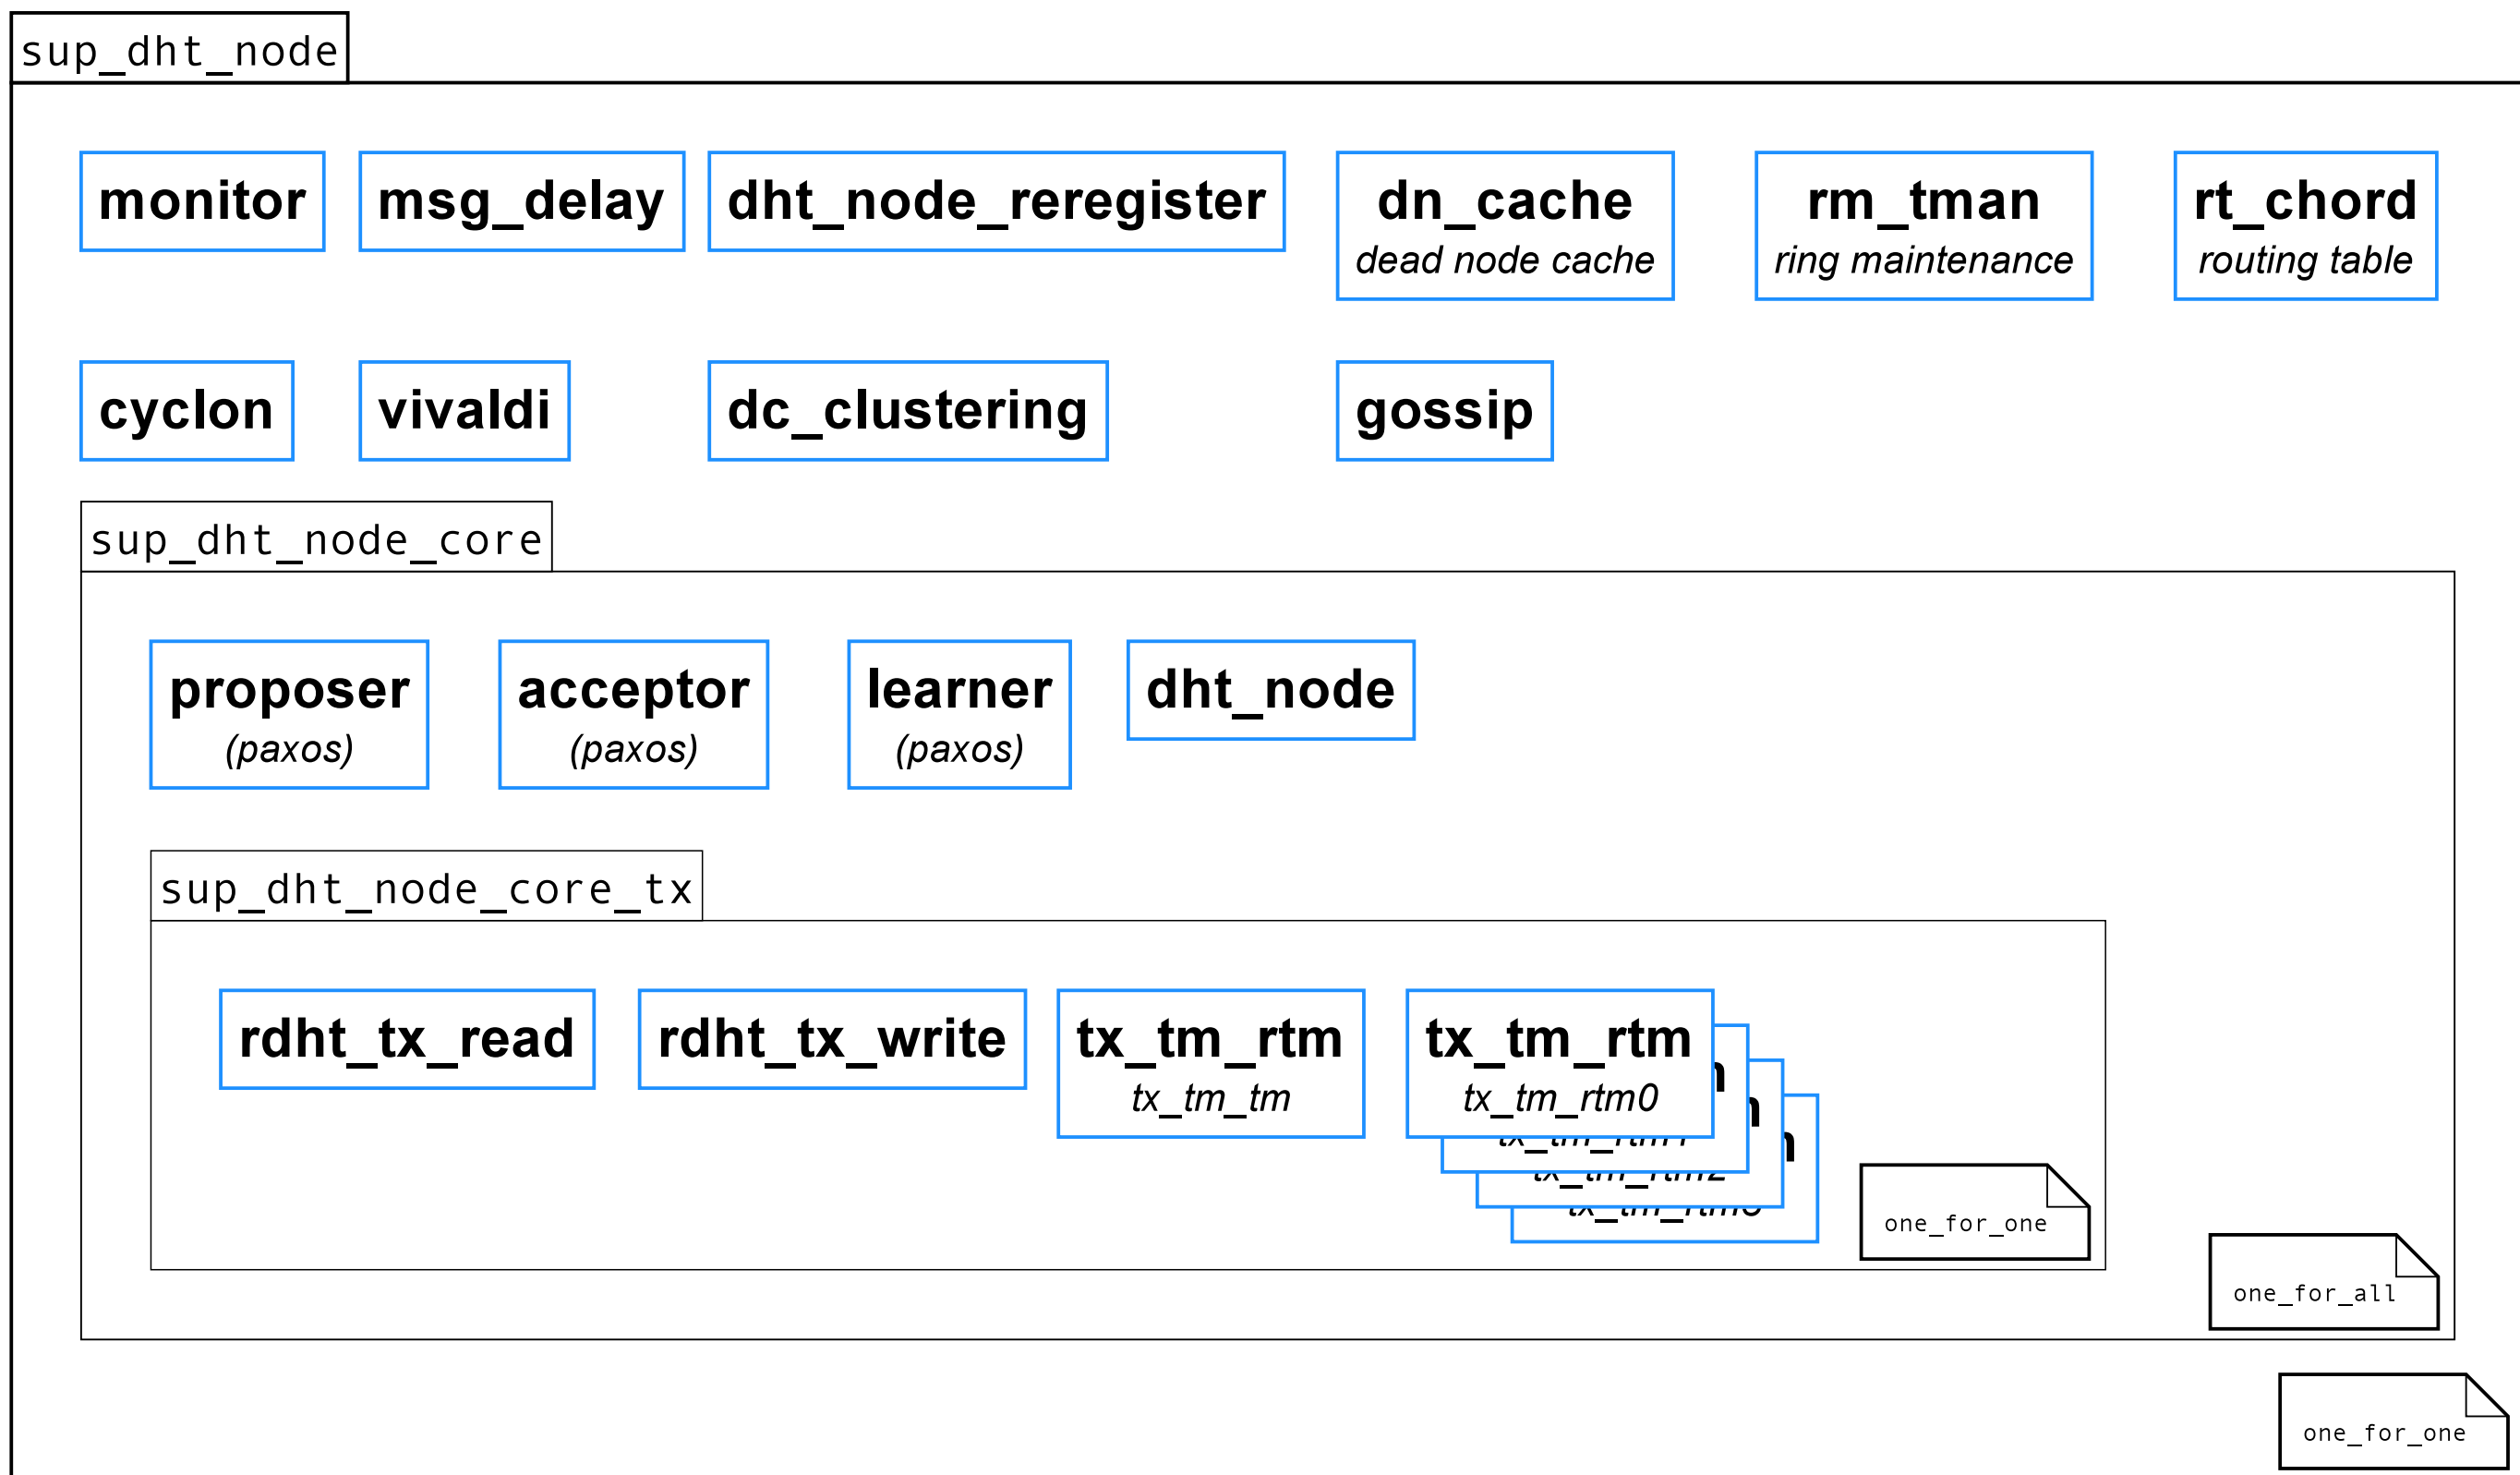 sup_dht_node
monitor
msg_delay
dht_node_reregister
dn_cache
dead node cache
rm_tman
ring maintenance
rt_chord
routing table
cyclon
vivaldi
dc_clustering
gossip
sup_dht_node_core
proposer
(paxos)
acceptor
(paxos)
learner
(paxos)
dht_node
sup_dht_node_core_tx
rdht_tx_read
rdht_tx_write
tx_tm_rtm
tx_tm_tm
tx_tm_rtm
tx_tm_rtm0
one_for_one
one_for_all
one_for_one